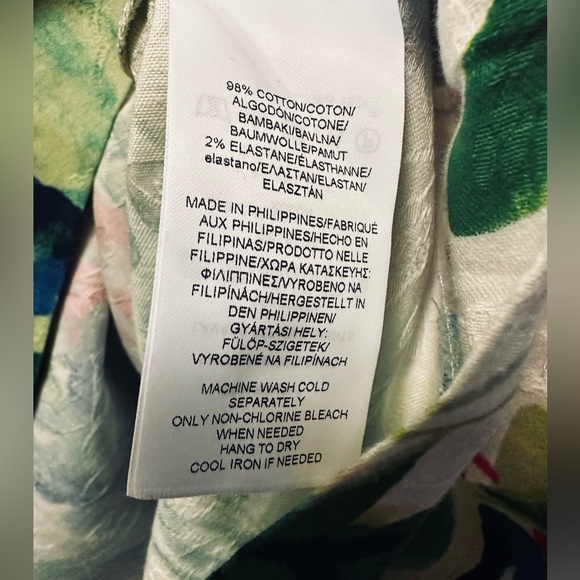 98% COTTON/COTON/
ALGODÓN/COTONE/
BAMBAKI/BAVLNA/
BAUMWOLLE/PAMUT
2% ELASTANE/ÉLASTHANNE/
elastano/ΕΛΑΣΤΑΝ/ELASTAN/
ELASZTÁN
MADE IN PHILIPPINES/FABRIQUÉ
AUX PHILIPPINES/HECHO EN
FILIPINAS/PRODOTTO NELLE
FILIPPINE/ΧΩΡΑ ΚΑΤΑΣΚΕΥΗΣ:
ΦΙΛΙΠΠΙΝΕΣ/VYROBENO NA
FILIPÍNÁCH/HERGESTELLT IN
DEN PHILIPPINEN/
GYÁRTÁSI HELY:
FÜLÖP-SZIGETEK/
VYROBENÉ NA FILIPÍNACH
MACHINE WASH COLD
SEPARATELY
ONLY NON-CHLORINE BLEACH
WHEN NEEDED
HANG TO DRY
COOL IRON IF NEEDED